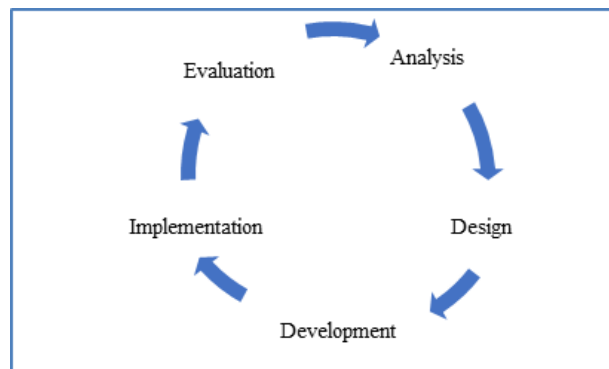 Analysis
Evaluation
Implementation
Design
Development